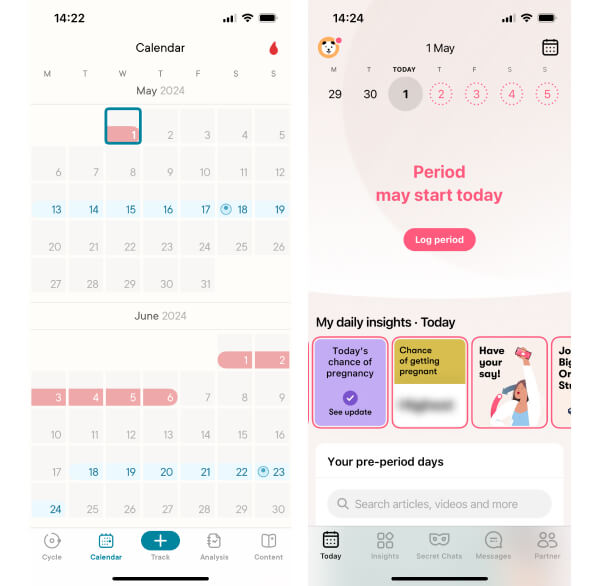 14:22
Calendar
M T W T F S S
May 2024
1 2 3 4 5
6 7 8 9 10 11 12
13 14 15 16 17 18 19
20 21 22 23 24 25 26
27 28 29 30 31
June 2024
1 2
3 4 5 6 7 8 9
10 11 12 13 14 15 16
17 18 19 20 21 22 23
24 25 26 27 28 29 30
Cycle Calendar Track Analysis Content
14:24
1 May
M T TODAY T F S S
29 30 1 2 3 4 5
Period
may start today
Log period
My daily insights · Today
Today's
chance of
pregnancy
See update
Chance
of getting
pregnant
Have
your
say!
Your pre-period days
Search articles, videos and more
Today Insights Secret Chats Messages Partner